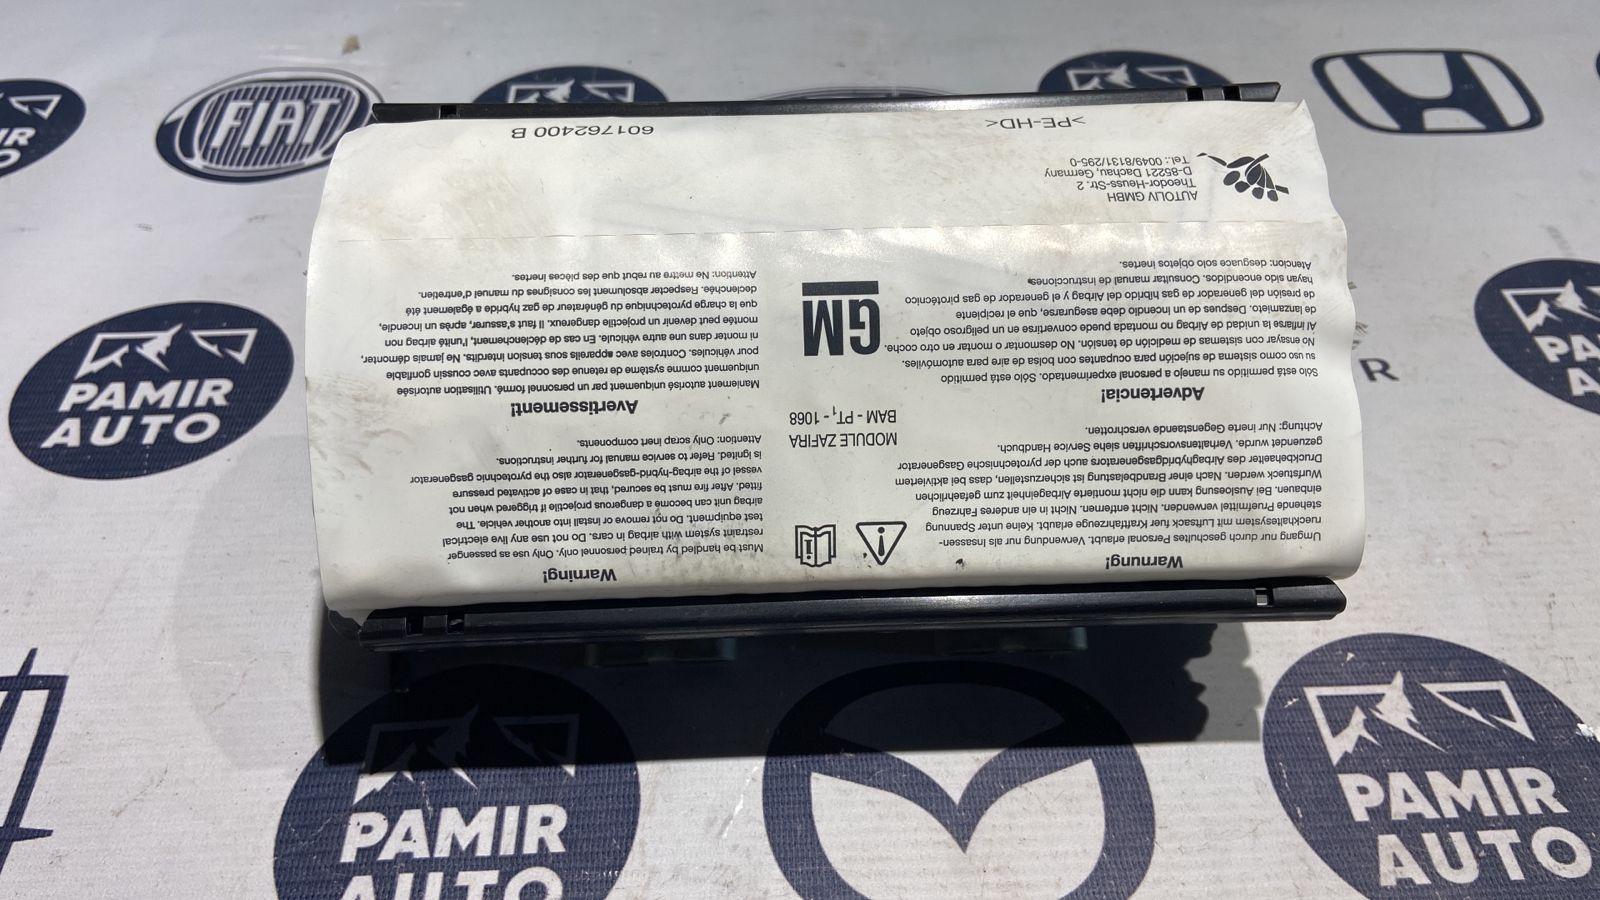 Warnung!
Umgang nur durch geschultes Personal erlaubt. Verwendung nur als Insassen-
rueckhaltesystem mit Luftsack fuer Kraftfahrzeuge erlaubt. Keine unter Spannung
stehende Pruefmittel verwenden. Nicht entfernen. Nicht in ein anderes Fahrzeug
einbauen. Bei Ausloesung kann die nicht montierte Airbageinheit zum gefaehrlichen
Wurfstueck werden. Nach einer Brandbelastung ist sicherzustellen, dass bei aktiviertem
Druckbehaelter des Airbaghybridgasgenerators auch der pyrotechnische Gasgenerator
gezuendet wurde. Verhaltensvorschriften siehe Service Handbuch.
Achtung: Nur inerte Gegenstaende verschrotten.
Warning!
Must be handled by trained personnel only. Only use as passenger
restraint system with airbag in cars. Do not use any live electrical
test equipment. Do not remove or install into another vehicle. The
airbag unit can become a dangerous projectile if triggered when not
fitted. After fire must be secured, that in case of activated pressure
vessel of the airbag-hybrid-gasgenerator also the pyrotechnic gasgenerator
is ignited. Refer to service manual for further instructions.
Attention: Only scrap inert components.
MODULE ZAFIRA
BAM - PT1 - 1068
Advertencia!
Sólo está permitido su manejo a personal experimentado. Sólo está permitido
su uso como sistema de sujeción para ocupantes con bolsa de aire para automóviles.
No ensayar con sistemas de medición de tensión. No desmontar o montar en otro coche.
Al inflarse la unidad de Airbag no montada puede convertirse en un peligroso objeto
de lanzamiento. Después de un incendio debe asegurarse, que el recipiente
de presión del generador de gas híbrido del Airbag y el generador de gas pirotécnico
hayan sido encendidos. Consultar manual de instrucciones.
Atencion: desguace solo objetos inertes.
Avertissement!
Maniement autorisé uniquement par un personnel formé. Utilisation autorisée
uniquement comme système de retenue des occupants avec coussin gonflable
pour véhicules. Controles avec appareils sous tension interdits. Ne jamais démonter,
ni monter dans une autre véhicule. En cas de déclenchement, l'unité airbag non
montée peut devenir un projectile dangereux. Il faut s'assurer, après un incendie,
que la charge pyrotechnique du générateur de gaz hybride a également été
declenchée. Respecter absolument les consignes du manuel d'entretien.
Attention: Ne mettre au rebut que des pièces inertes.
GM
AUTOLIV GMBH
Theodor-Heuss-Str. 2
D-85221 Dachau, Germany
Tel.: 0049/8131/295-0
>PE-HD<
601762400 B
FIAT
PAMIR
AUTO
PAMIR
AUTO
PAMIR
AUTO